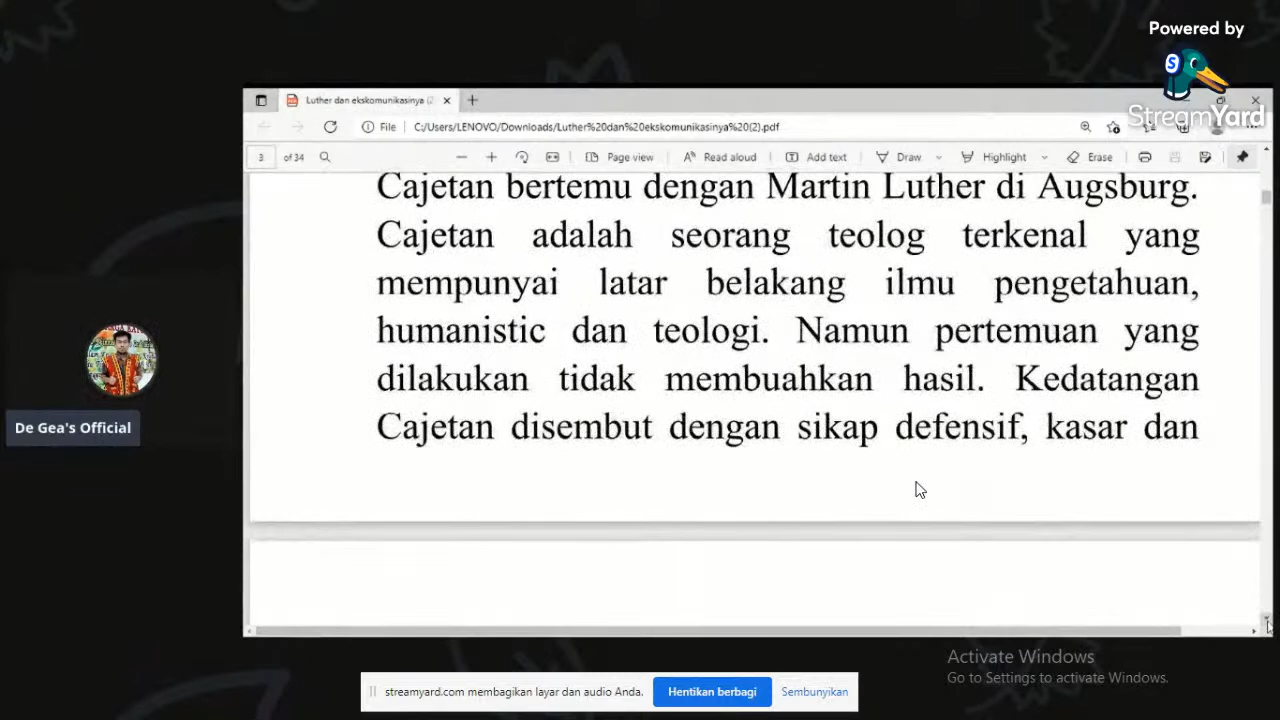 Powered by
StreamYard
Luther dan ekskomunikasinya (2
File C:/Users/LENOVO/Downloads/Luther%20dan%20ekskomunikasinya%20(2).pdf
3 of 34 Page view Read aloud Add text Draw Highlight Erase
Cajetan bertemu dengan Martin Luther di Augsburg.
Cajetan adalah seorang teolog terkenal yang
mempunyai latar belakang ilmu pengetahuan,
humanistic dan teologi. Namun pertemuan yang
dilakukan tidak membuahkan hasil. Kedatangan
Cajetan disembut dengan sikap defensif, kasar dan
De Gea's Official
Activate Windows
Go to Settings to activate Windows.
streamyard.com membagikan layar dan audio Anda. Hentikan berbagi Sembunyikan